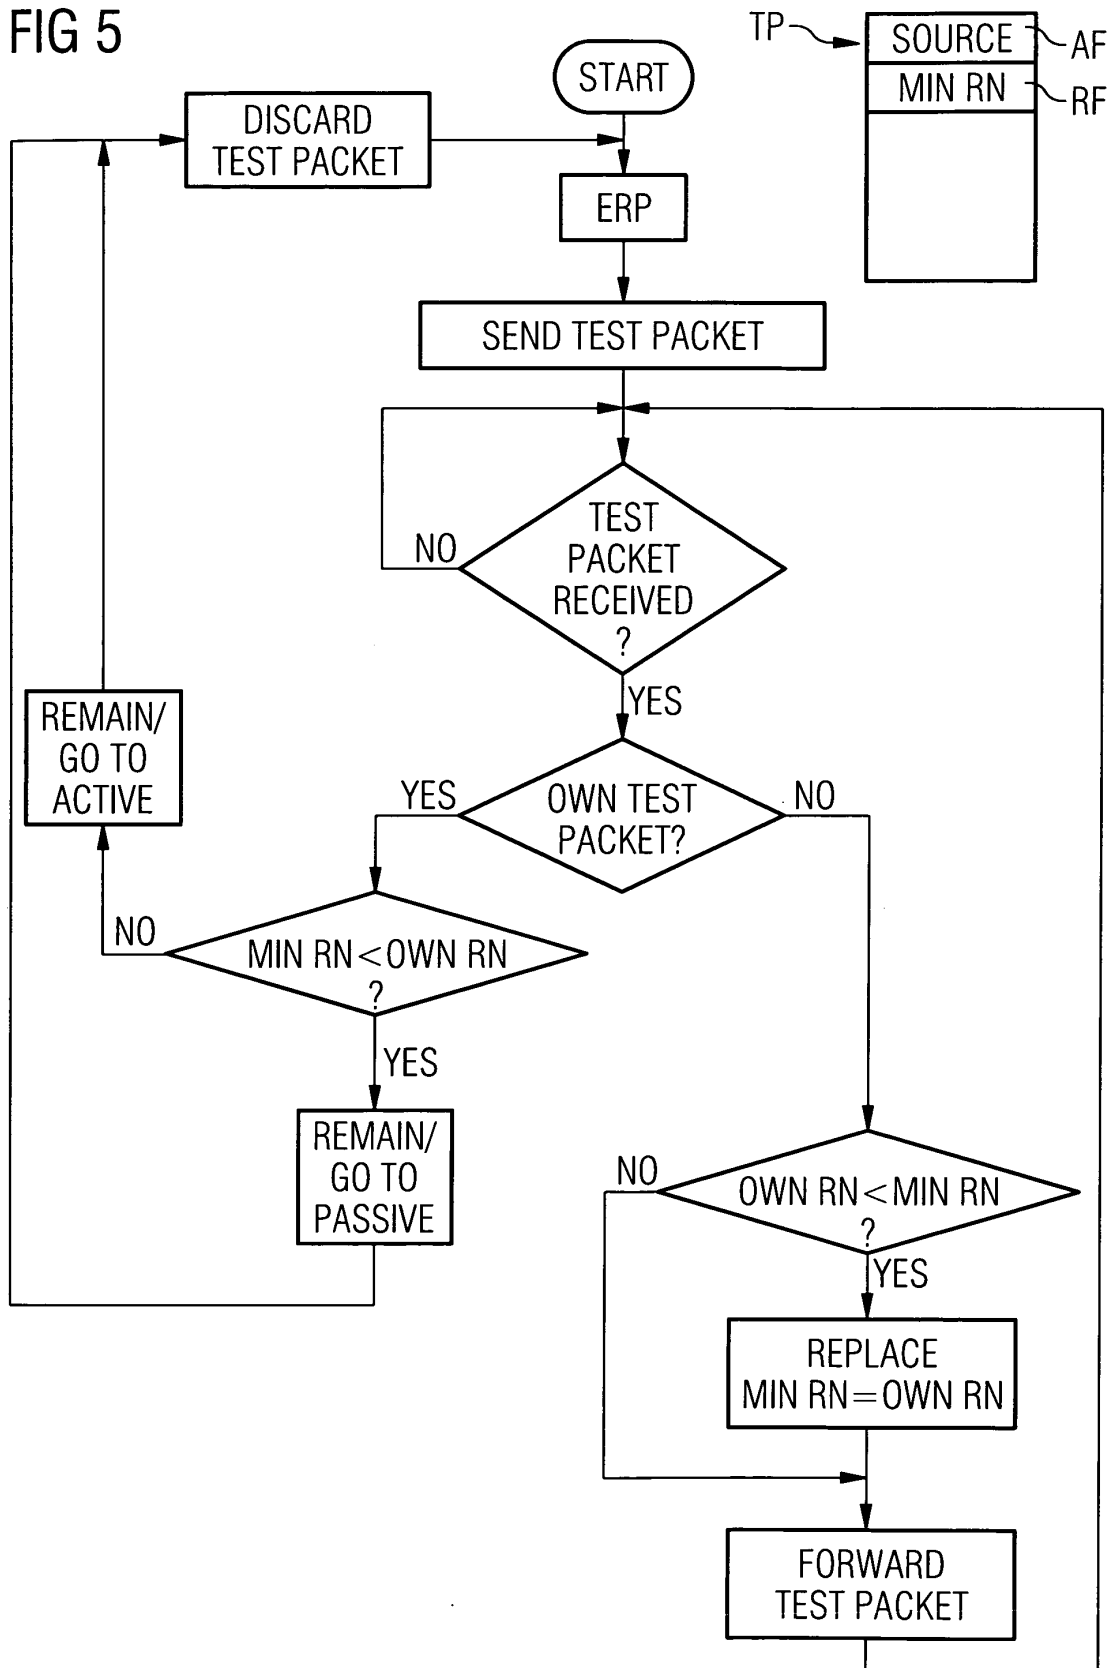 FIG 5
TP
SOURCE
AF
MIN RN
RF
START
DISCARD
TEST PACKET
ERP
SEND TEST PACKET
TEST
PACKET
RECEIVED
?
NO
YES
OWN TEST
PACKET?
YES
NO
REMAIN/
GO TO
ACTIVE
NO
MIN RN<OWN RN
?
YES
REMAIN/
GO TO
PASSIVE
NO
OWN RN<MIN RN
?
YES
REPLACE
MIN RN=OWN RN
FORWARD
TEST PACKET